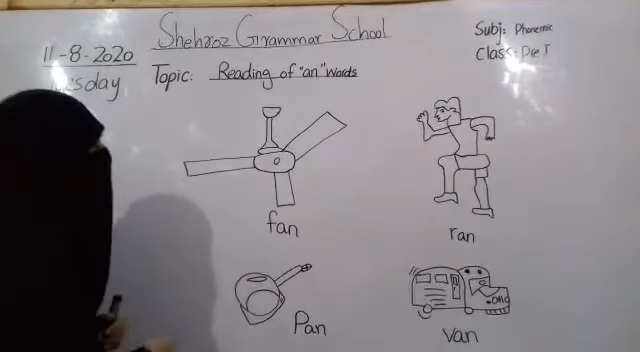 Shehroz Grammar School
11-8-2020
Tuesday
Subj: Phonemic
Class-Pre I
Topic: Reading of "an" words
fan
ran
Pan
van